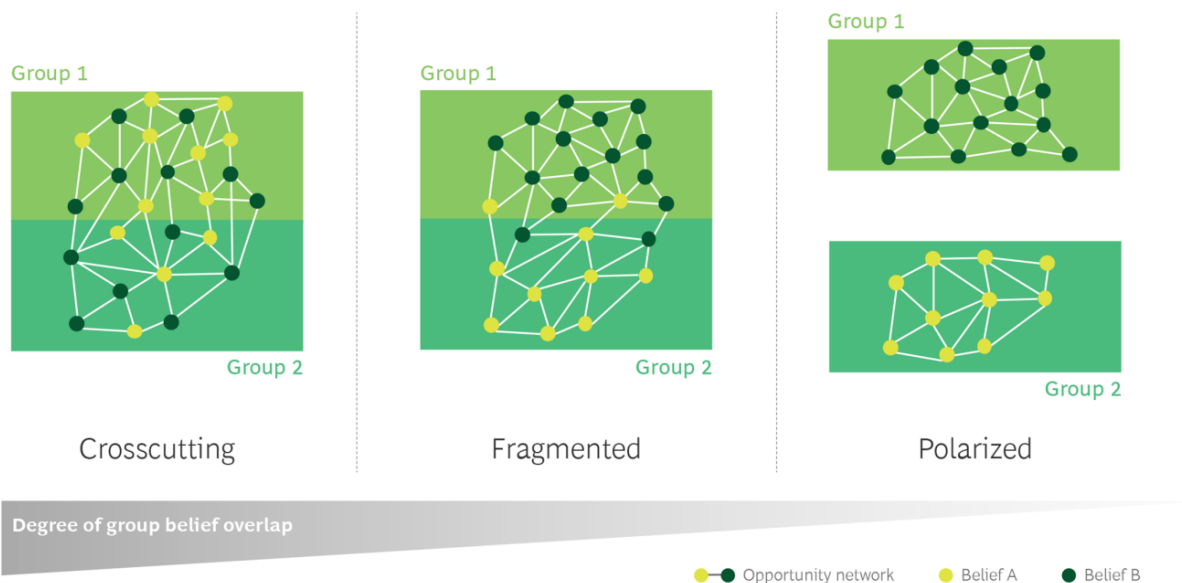 Group 1
Group 2
Crosscutting
Group 1
Group 2
Fragmented
Group 1
Group 2
Polarized
Degree of group belief overlap
Opportunity network
Belief A
Belief B